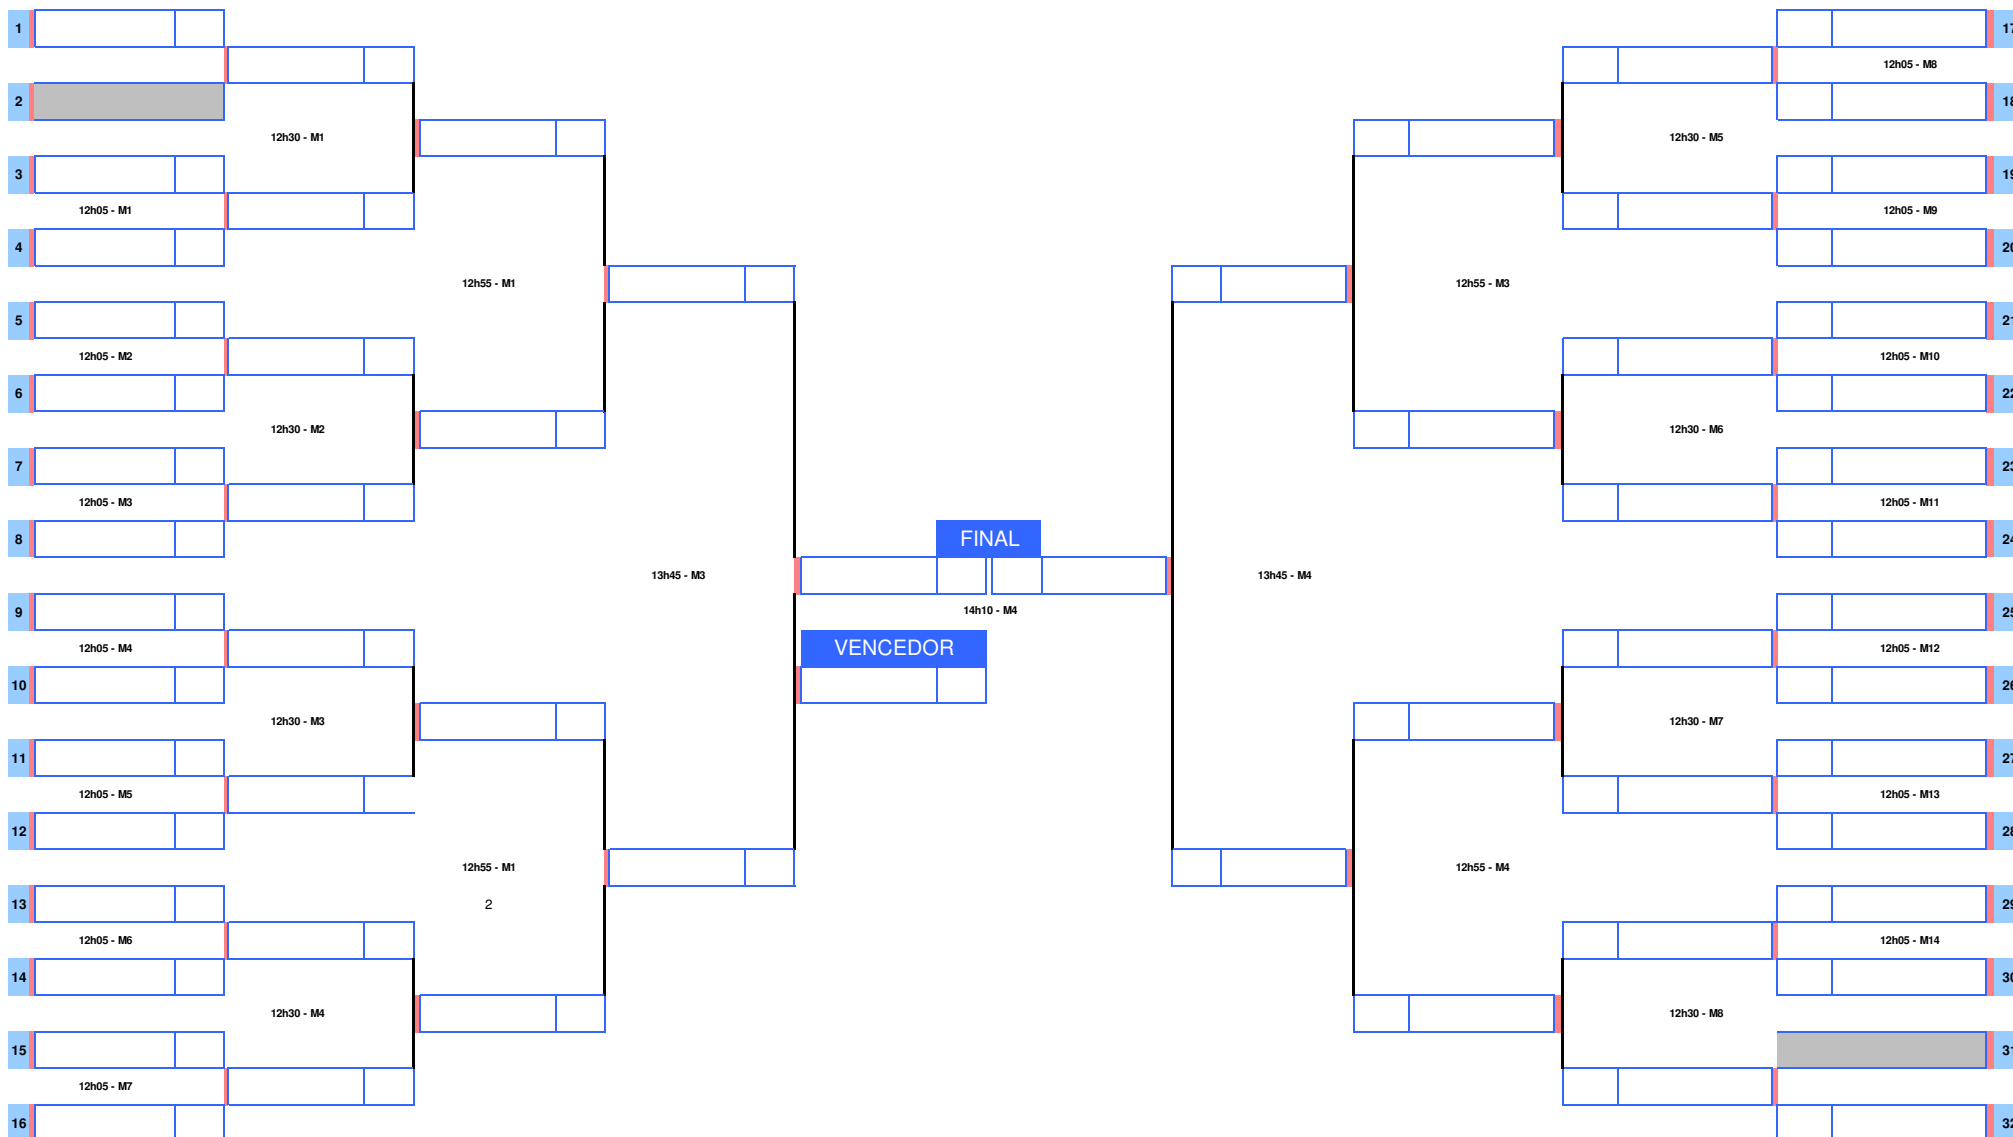 1
17
12h05 - M8
2
18
12h30 - M1
12h30 - M5
3
19
12h05 - M1
12h05 - M9
4
20
12h55 - M1
12h55 - M3
5
21
12h05 - M2
12h05 - M10
6
22
12h30 - M2
12h30 - M6
7
23
12h05 - M3
12h05 - M11
8
FINAL
24
13h45 - M3
13h45 - M4
9
14h10 - M4
25
12h05 - M4
VENCEDOR
12h05 - M12
10
26
12h30 - M3
12h30 - M7
11
27
12h05 - M5
12h05 - M13
12
28
12h55 - M1
2
12h55 - M4
13
29
12h05 - M6
12h05 - M14
14
30
12h30 - M4
12h30 - M8
15
31
12h05 - M7
16